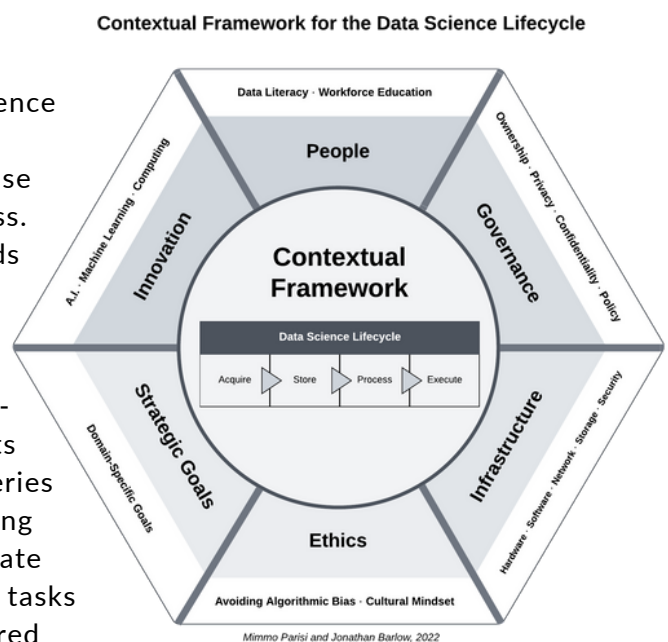 Contextual Framework for the Data Science Lifecycle
Data Literacy · Workforce Education
People
A.I. · Machine Learning · Computing
Innovation
Ownership · Privacy · Confidentiality · Policy
Governance
Contextual
Framework
Data Science Lifecycle
Acquire
Store
Process
Execute
Domain-Specific Goals
Strategic Goals
Hardware · Software · Network · Storage · Security
Infrastructure
Ethics
Avoiding Algorithmic Bias · Cultural Mindset
Mimmo Parisi and Jonathan Barlow, 2022
tasks